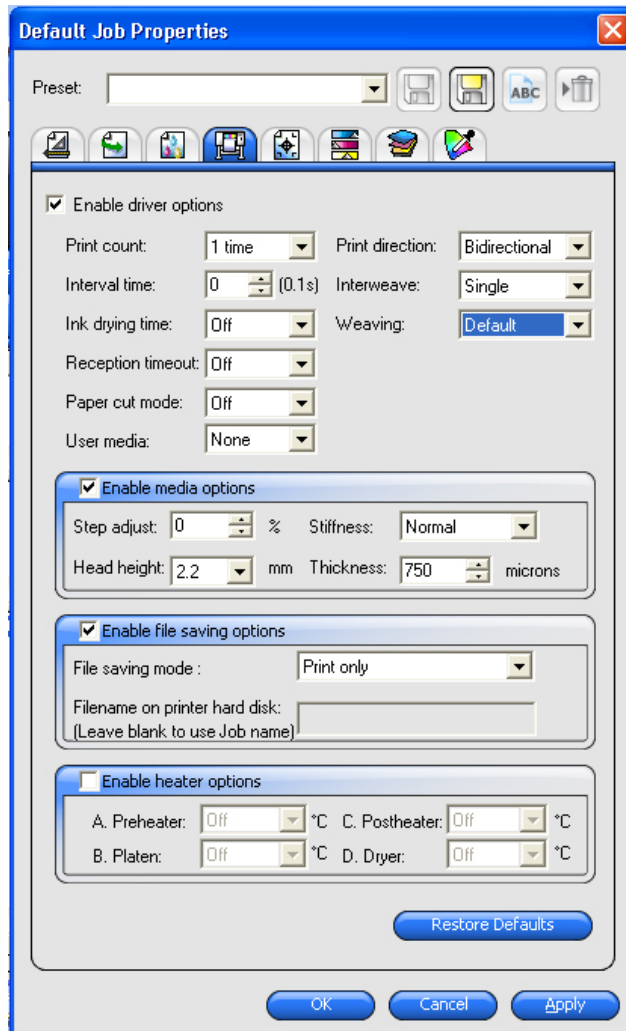 Default Job Properties
Preset:
ABC
Enable driver options
Print count: 1 time Print direction: Bidirectional
Interval time: 0 (0.1s) Interweave: Single
Ink drying time: Off Weaving: Default
Reception timeout: Off
Paper cut mode: Off
User media: None
Enable media options
Step adjust: 0 % Stiffness: Normal
Head height: 2.2 mm Thickness: 750 microns
Enable file saving options
File saving mode : Print only
Filename on printer hard disk:
(Leave blank to use Job name)
Enable heater options
A. Preheater: Off °C C. Postheater: Off °C
B. Platen: Off °C D. Dryer: Off °C
Restore Defaults
OK Cancel Apply